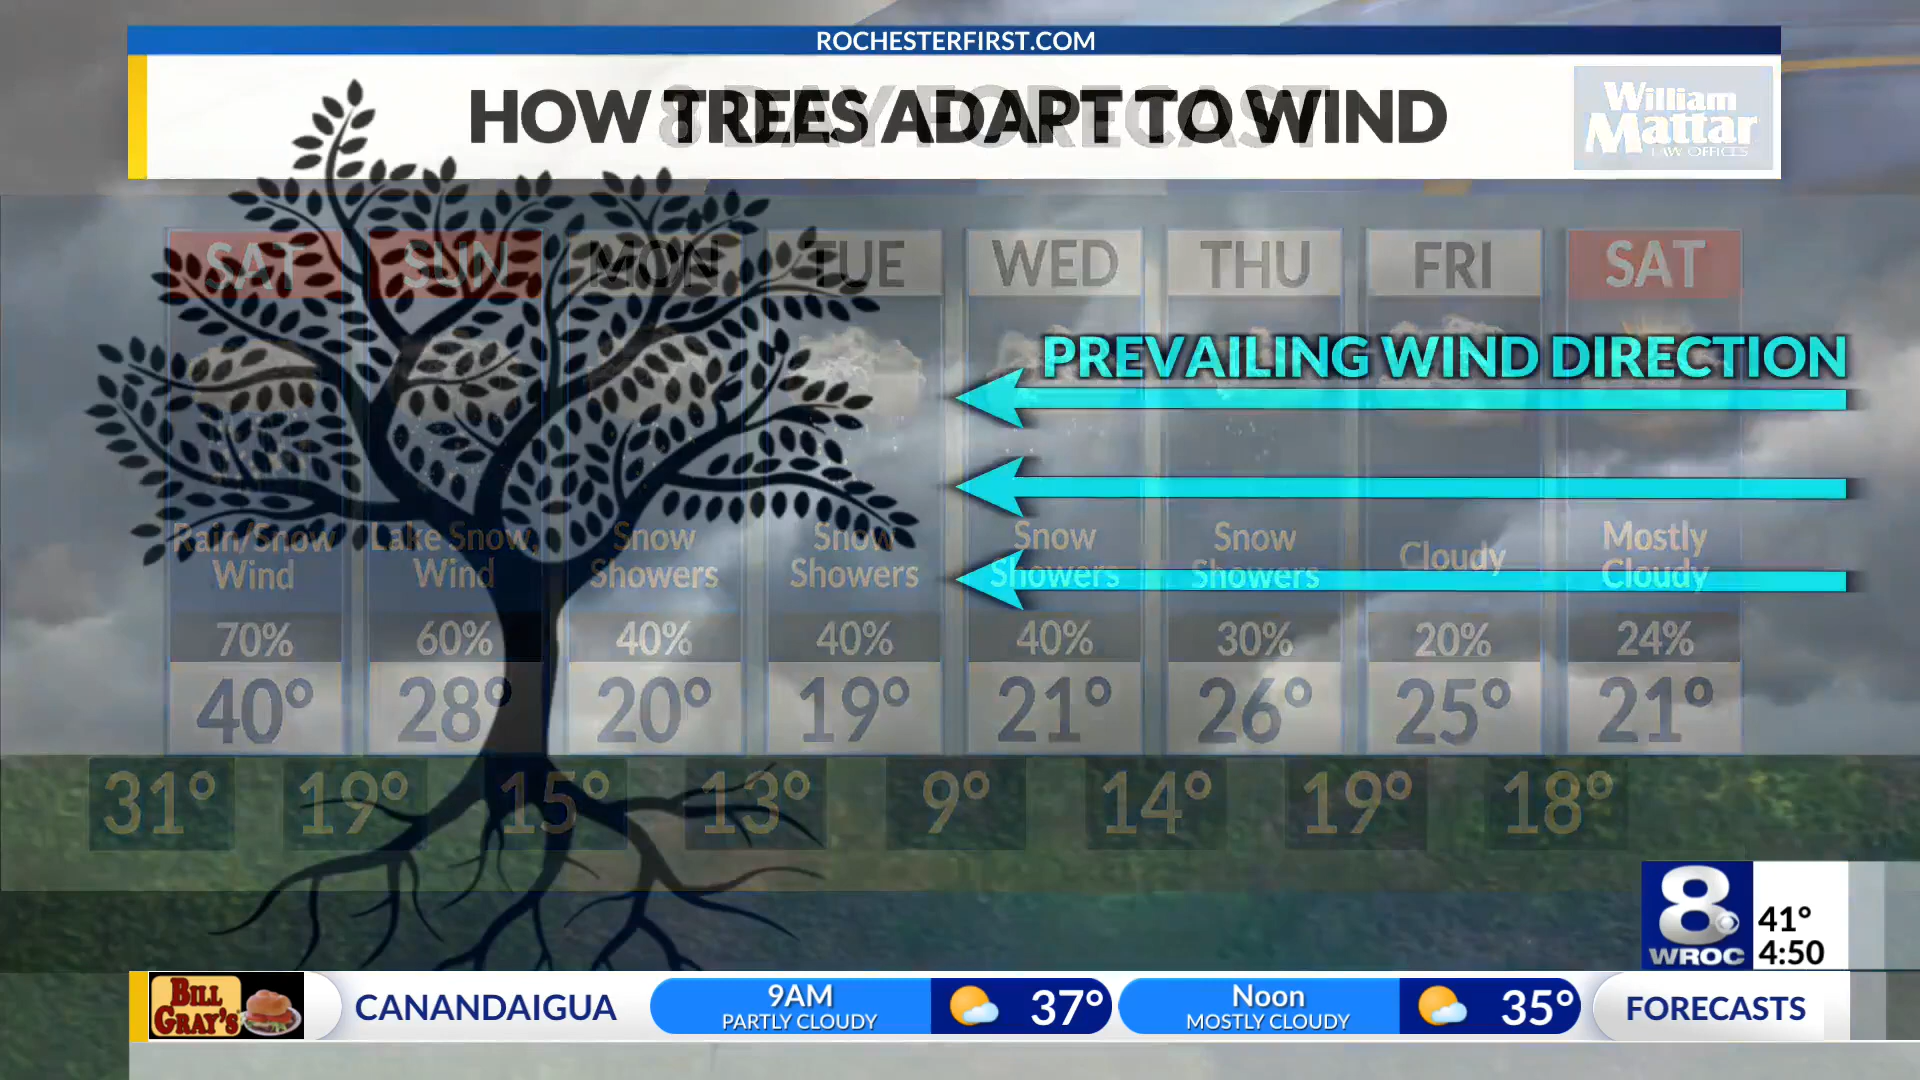 ROCHESTERFIRST.COM
HOW TREES ADAPT TO WIND
8 DAY FORECAST
William
Mattar
LAW OFFICES
SAT SUN MON TUE WED THU FRI SAT
PREVAILING WIND DIRECTION
Rain/Snow Wind
Lake Snow, Wind
Snow Showers
Snow Showers
Snow Showers
Snow Showers
Cloudy
Mostly Cloudy
70% 60% 40% 40% 40% 30% 20% 24%
40° 28° 20° 19° 21° 26° 25° 21°
31° 19° 15° 13° 9° 14° 19° 18°
8
WROC
41°
4:50
BILL
GRAY'S
CANANDAIGUA
9AM
PARTLY CLOUDY
37°
Noon
MOSTLY CLOUDY
35°
FORECASTS